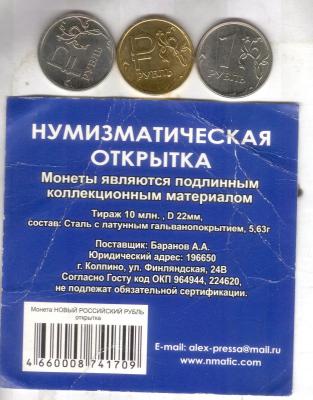 РУБЛЬ
РУБЛЬ
1
РУБЛЬ
НУМИЗМАТИЧЕСКАЯ
ОТКРЫТКА
Монеты являются подлинным
коллекционным материалом
Тираж 10 млн. , D 22мм,
состав: Сталь с латунным гальванопокрытием, 5,63г
Поставщик: Баранов А.А.
Юридический адрес: 196650
г. Колпино, ул. Финляндская, 24В
Согласно Госту код ОКП 964944, 224620,
не подлежат обязательной сертификации.
Монета НОВЫЙ РОССИЙСКИЙ РУБЛЬ
открытка
4 660008 741709
E-mail: alex-pressa@mail.ru
www.nmatic.com